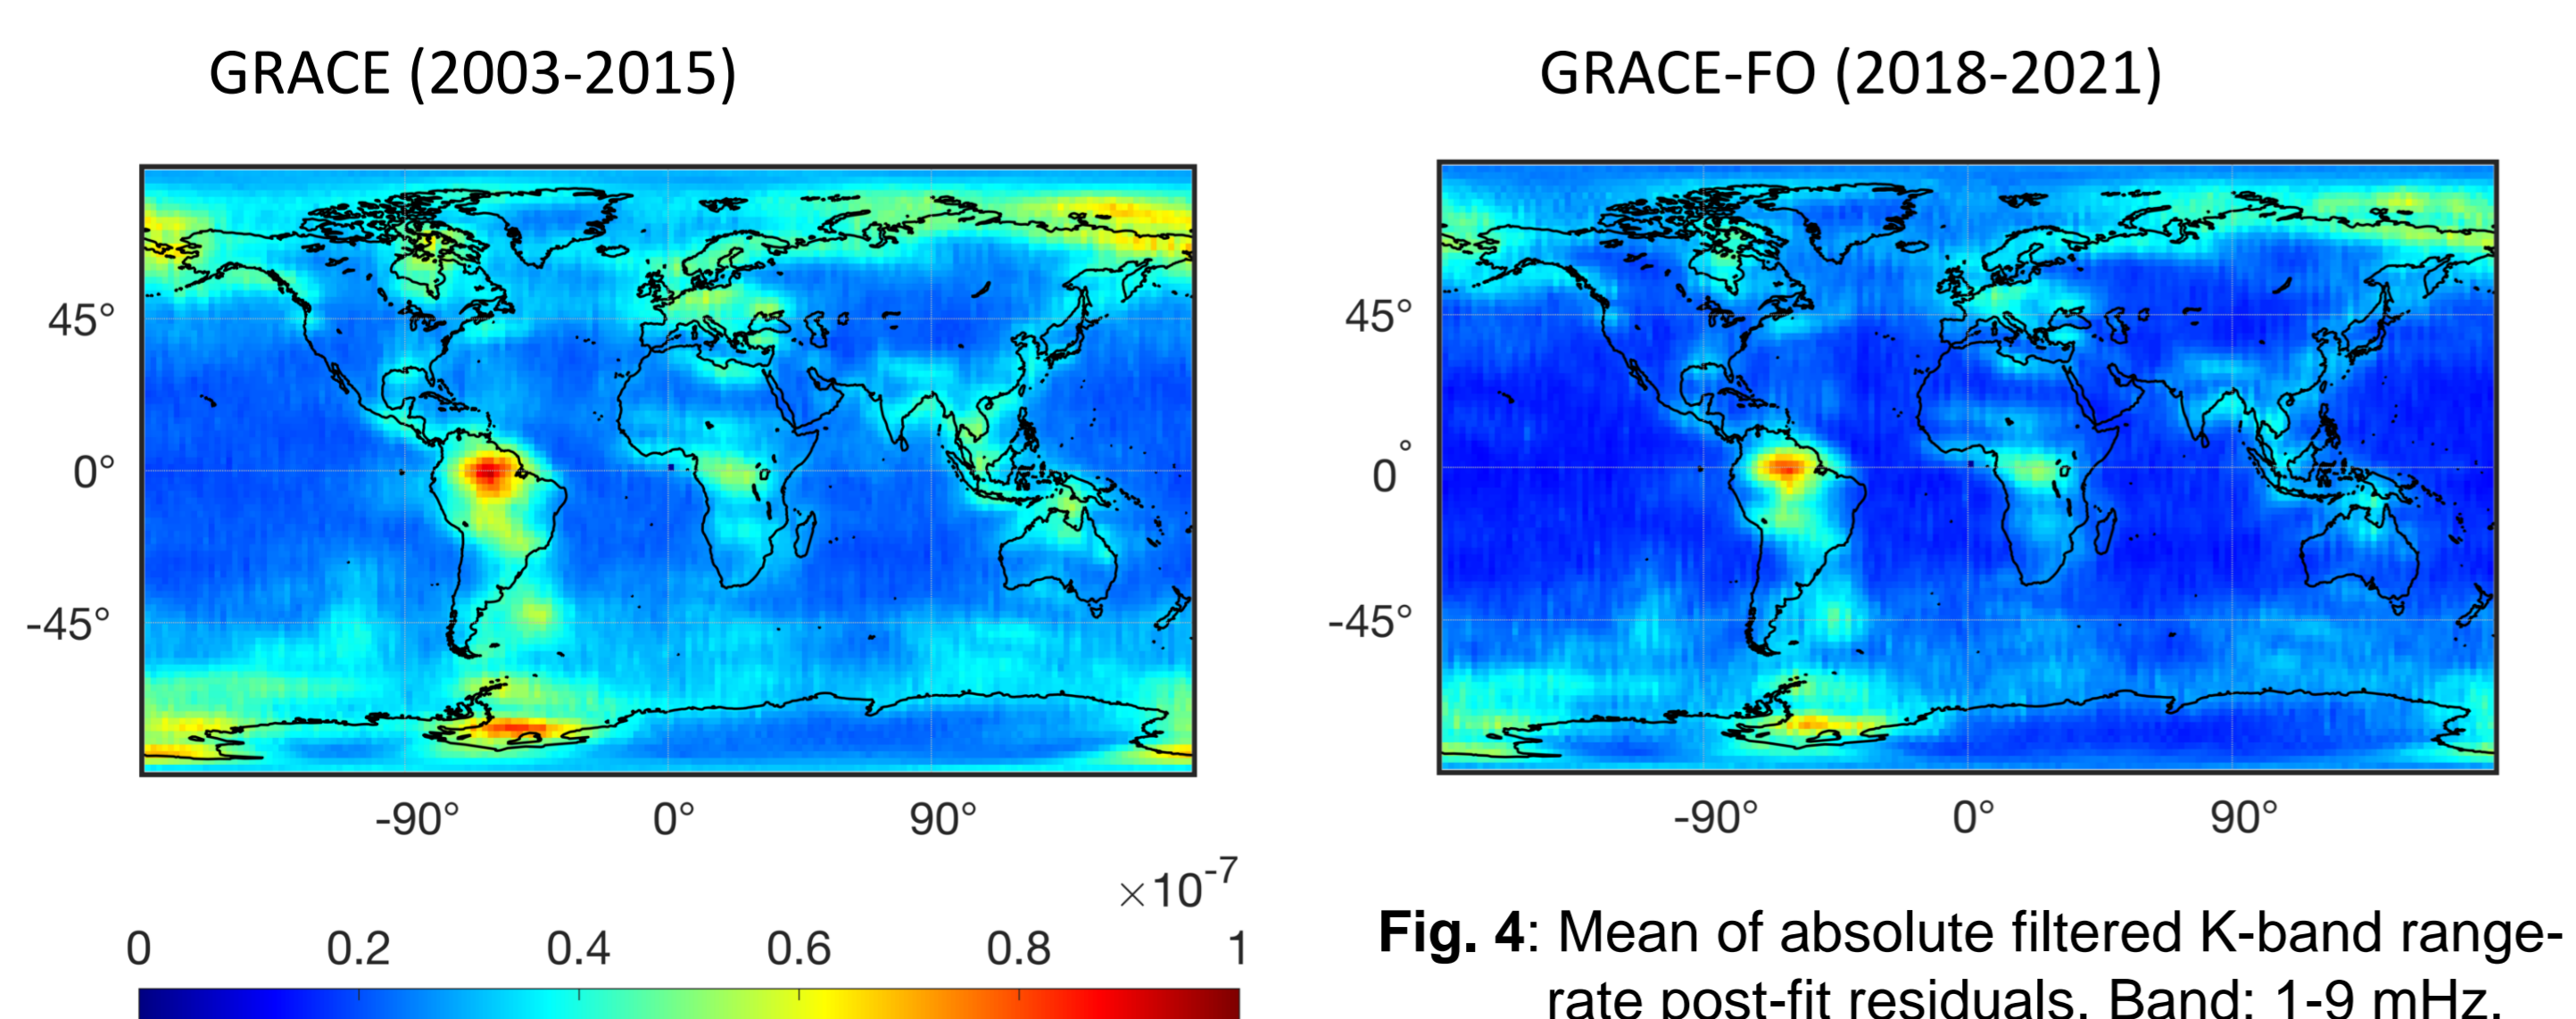 GRACE (2003-2015)
GRACE-FO (2018-2021)
45°
0°
-45°
-90° 0° 90°
45°
0°
-45°
-90° 0° 90°
×10-7
0 0.2 0.4 0.6 0.8 1
Fig. 4: Mean of absolute filtered K-band range-
rate post-fit residuals. Band: 1-9 mHz.